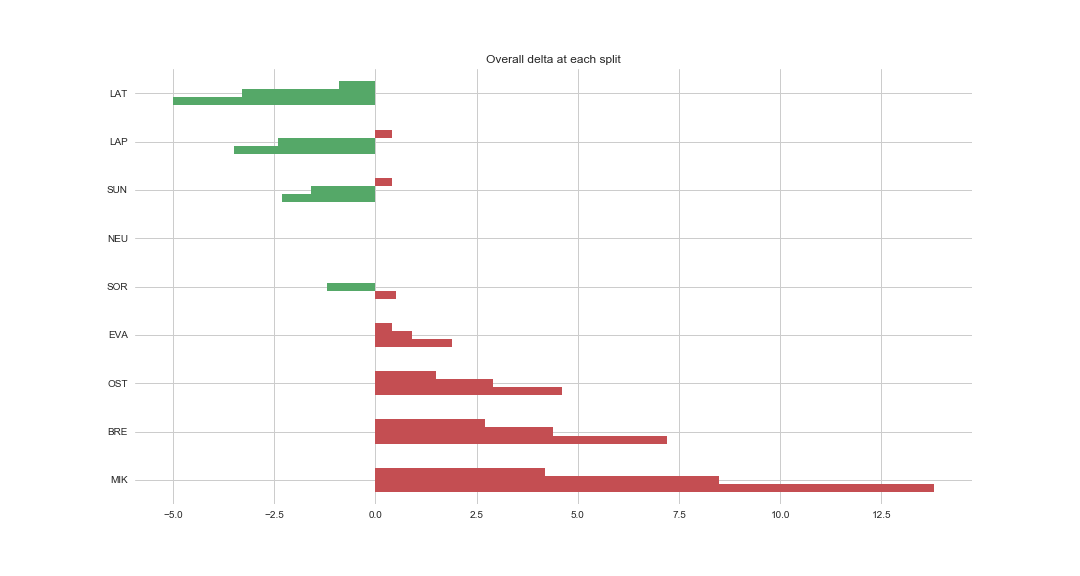 Overall delta at each split
LAT
LAP
SUN
NEU
SOR
EVA
OST
BRE
MIK
−5.0 −2.5 0.0 2.5 5.0 7.5 10.0 12.5